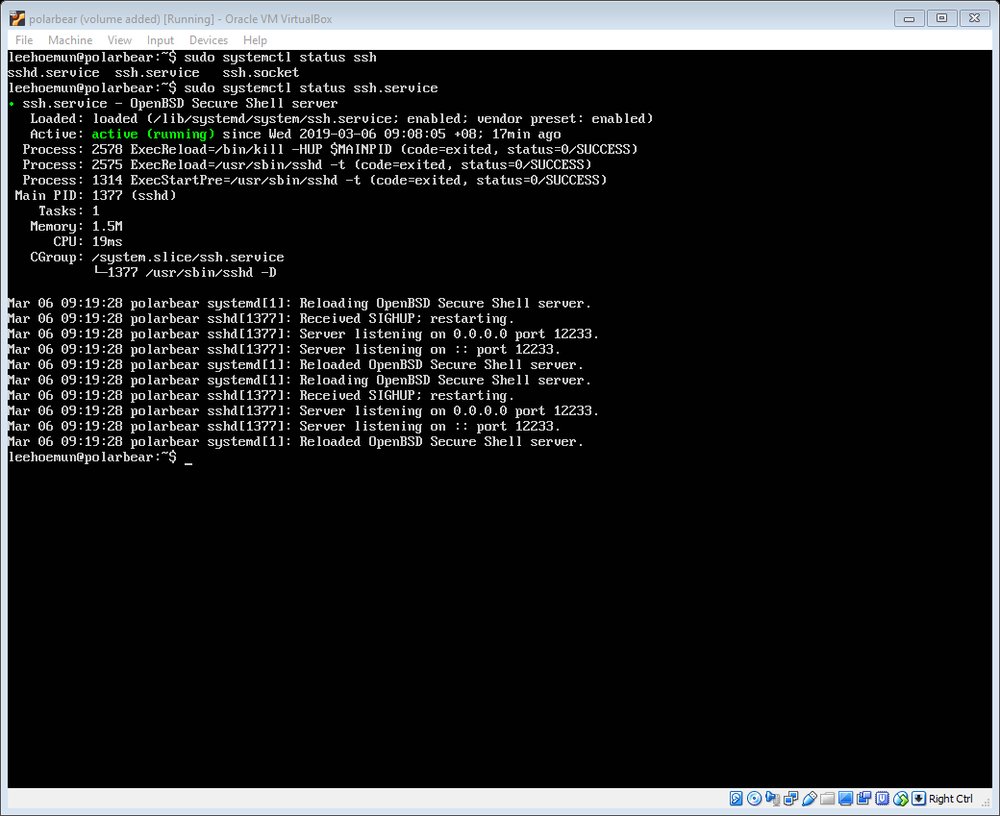 polarbear (volume added) [Running] - Oracle VM VirtualBox
File Machine View Input Devices Help
leehoemun@polarbear:~$ sudo systemctl status ssh
sshd.service  ssh.service   ssh.socket
leehoemun@polarbear:~$ sudo systemctl status ssh.service
● ssh.service - OpenBSD Secure Shell server
   Loaded: loaded (/lib/systemd/system/ssh.service; enabled; vendor preset: enabled)
   Active: active (running) since Wed 2019-03-06 09:08:05 +08; 17min ago
  Process: 2578 ExecReload=/bin/kill -HUP $MAINPID (code=exited, status=0/SUCCESS)
  Process: 2575 ExecReload=/usr/sbin/sshd -t (code=exited, status=0/SUCCESS)
  Process: 1314 ExecStartPre=/usr/sbin/sshd -t (code=exited, status=0/SUCCESS)
 Main PID: 1377 (sshd)
    Tasks: 1
   Memory: 1.5M
      CPU: 19ms
   CGroup: /system.slice/ssh.service
           └─1377 /usr/sbin/sshd -D
Mar 06 09:19:28 polarbear systemd[1]: Reloading OpenBSD Secure Shell server.
Mar 06 09:19:28 polarbear sshd[1377]: Received SIGHUP; restarting.
Mar 06 09:19:28 polarbear sshd[1377]: Server listening on 0.0.0.0 port 12233.
Mar 06 09:19:28 polarbear sshd[1377]: Server listening on :: port 12233.
Mar 06 09:19:28 polarbear systemd[1]: Reloaded OpenBSD Secure Shell server.
Mar 06 09:19:28 polarbear systemd[1]: Reloading OpenBSD Secure Shell server.
Mar 06 09:19:28 polarbear sshd[1377]: Received SIGHUP; restarting.
Mar 06 09:19:28 polarbear sshd[1377]: Server listening on 0.0.0.0 port 12233.
Mar 06 09:19:28 polarbear sshd[1377]: Server listening on :: port 12233.
Mar 06 09:19:28 polarbear systemd[1]: Reloaded OpenBSD Secure Shell server.
leehoemun@polarbear:~$ _
Right Ctrl